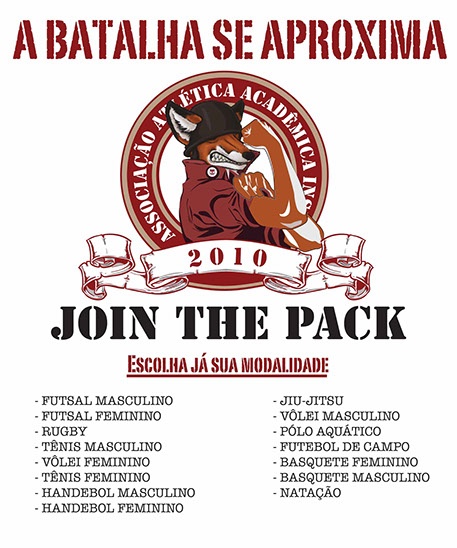 A BATALHA SE APROXIMA
ASSOCIAÇÃO ATLÉTICA ACADÊMICA
2010
JOIN THE PACK
ESCOLHA JÁ SUA MODALIDADE
- FUTSAL MASCULINO
- FUTSAL FEMININO
- RUGBY
- TÊNIS MASCULINO
- VÔLEI FEMININO
- TÊNIS FEMININO
- HANDEBOL MASCULINO
- HANDEBOL FEMININO
- JIU-JITSU
- VÔLEI MASCULINO
- PÓLO AQUÁTICO
- FUTEBOL DE CAMPO
- BASQUETE FEMININO
- BASQUETE MASCULINO
- NATAÇÃO